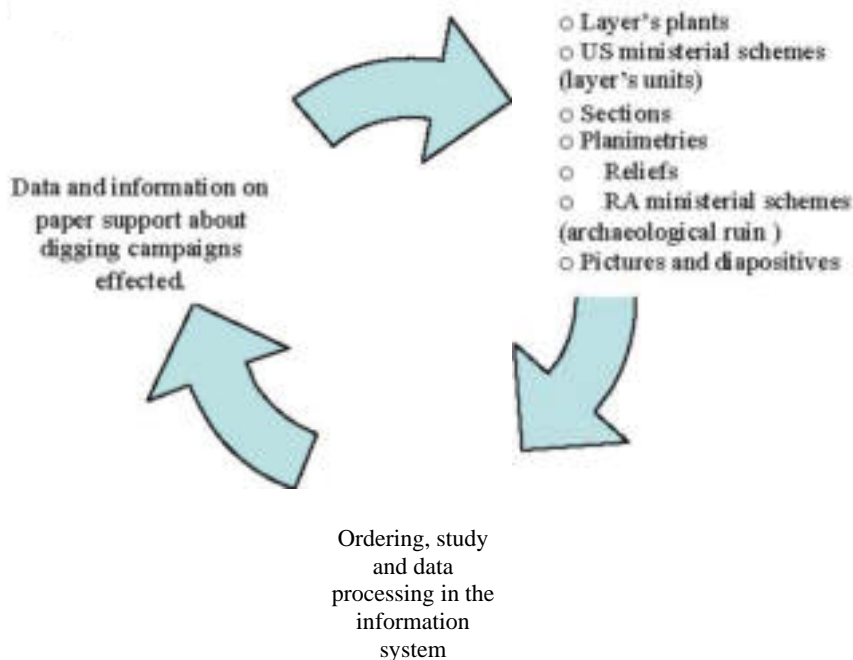 Data and information on
paper support about
digging campaigns
effected.
○ Layer's plants
○ US ministerial schemes
(layer's units)
○ Sections
○ Planimetries
○ Reliefs
○ RA ministerial schemes
(archaeological ruin )
○ Pictures and diapositives
Ordering, study
and data
processing in the
information
system